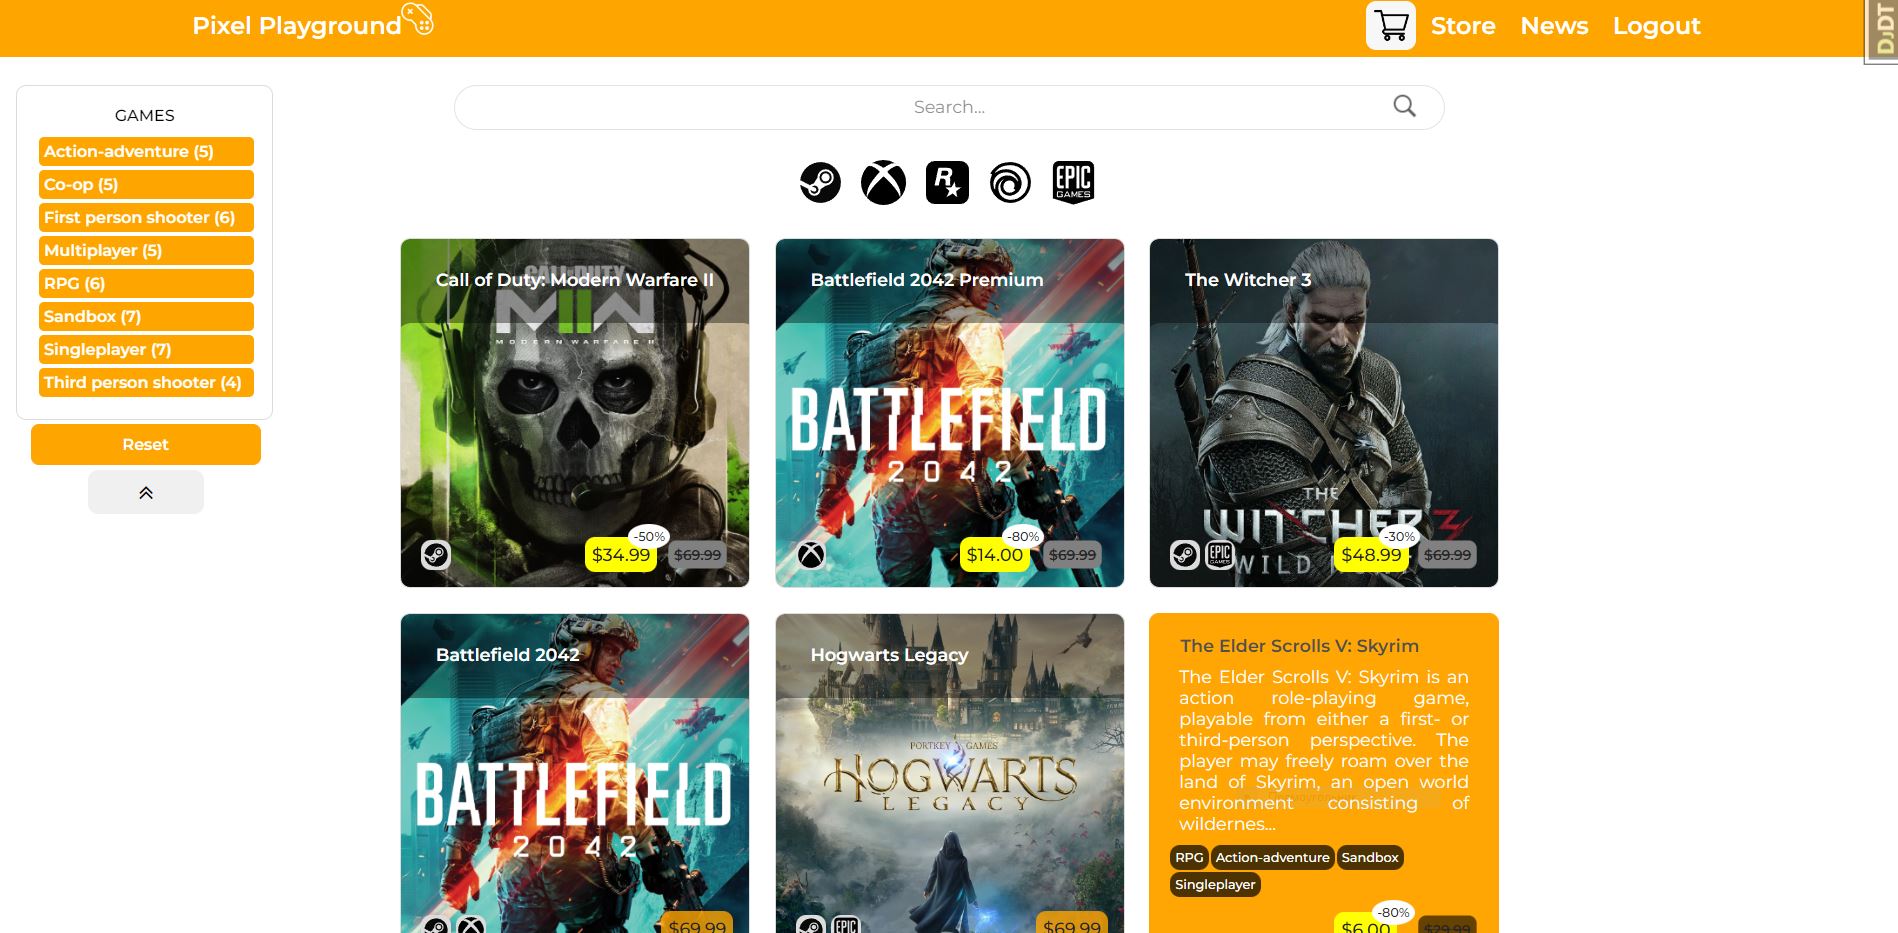 Pixel Playground
Store News Logout
DJDT
GAMES
Action-adventure (5)
Co-op (5)
First person shooter (6)
Multiplayer (5)
RPG (6)
Sandbox (7)
Singleplayer (7)
Third person shooter (4)
Reset
Search...
R
EPIC
GAMES
Call of Duty: Modern Warfare II
CALL OF DUTY
MWII
MODERN WARFARE II
-50%
$34.99 $69.99
Battlefield 2042 Premium
BATTLEFIELD
2042
-80%
$14.00 $69.99
The Witcher 3
THE
WITCHER 3
WILD
EPIC
GAMES
-30%
$48.99 $69.99
Battlefield 2042
BATTLEFIELD
2042
$69.99
Hogwarts Legacy
PORTKEY GAMES
HOGWARTS
LEGACY
EPIC
$69.99
The Elder Scrolls V: Skyrim
The Elder Scrolls V: Skyrim is an
action role-playing game,
playable from either a first- or
third-person perspective. The
player may freely roam over the
land of Skyrim, an open world
environment consisting of
wildernes...
RPG Action-adventure Sandbox
Singleplayer
-80%
$6.00 $29.99